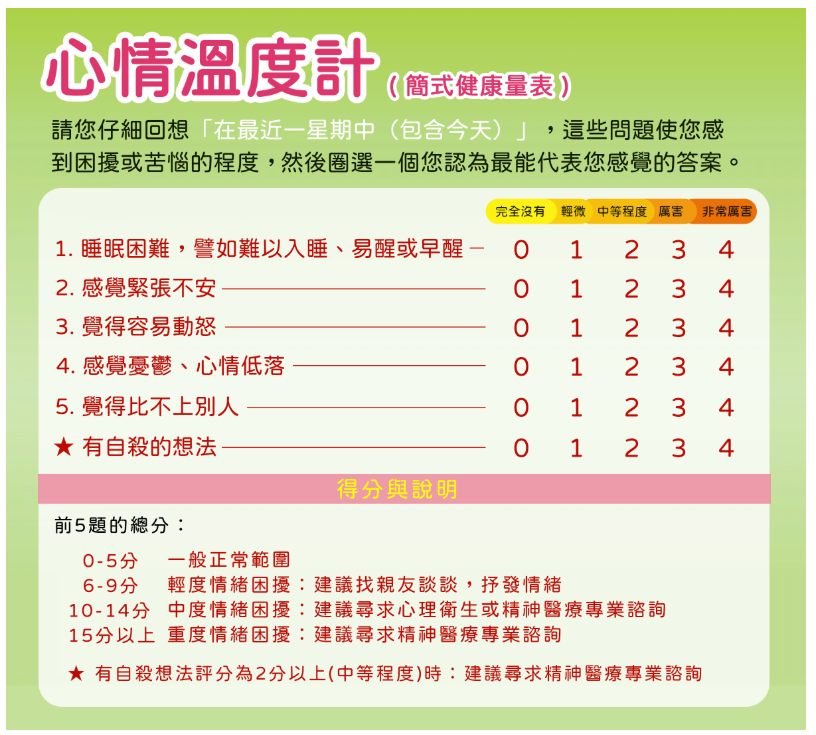 心情溫度計(簡式健康量表)
請您仔細回想「在最近一星期中（包含今天）」，這些問題使您感
到困擾或苦惱的程度，然後圈選一個您認為最能代表您感覺的答案。
完全沒有 輕微 中等程度 厲害 非常厲害
1. 睡眠困難，譬如難以入睡、易醒或早醒 0 1 2 3 4
2. 感覺緊張不安 0 1 2 3 4
3. 覺得容易動怒 0 1 2 3 4
4. 感覺憂鬱、心情低落 0 1 2 3 4
5. 覺得比不上別人 0 1 2 3 4
★ 有自殺的想法 0 1 2 3 4
得分與說明
前5題的總分：
0-5分 一般正常範圍
6-9分 輕度情緒困擾：建議找親友談談，抒發情緒
10-14分 中度情緒困擾：建議尋求心理衛生或精神醫療專業諮詢
15分以上 重度情緒困擾：建議尋求精神醫療專業諮詢
★ 有自殺想法評分為2分以上(中等程度)時：建議尋求精神醫療專業諮詢